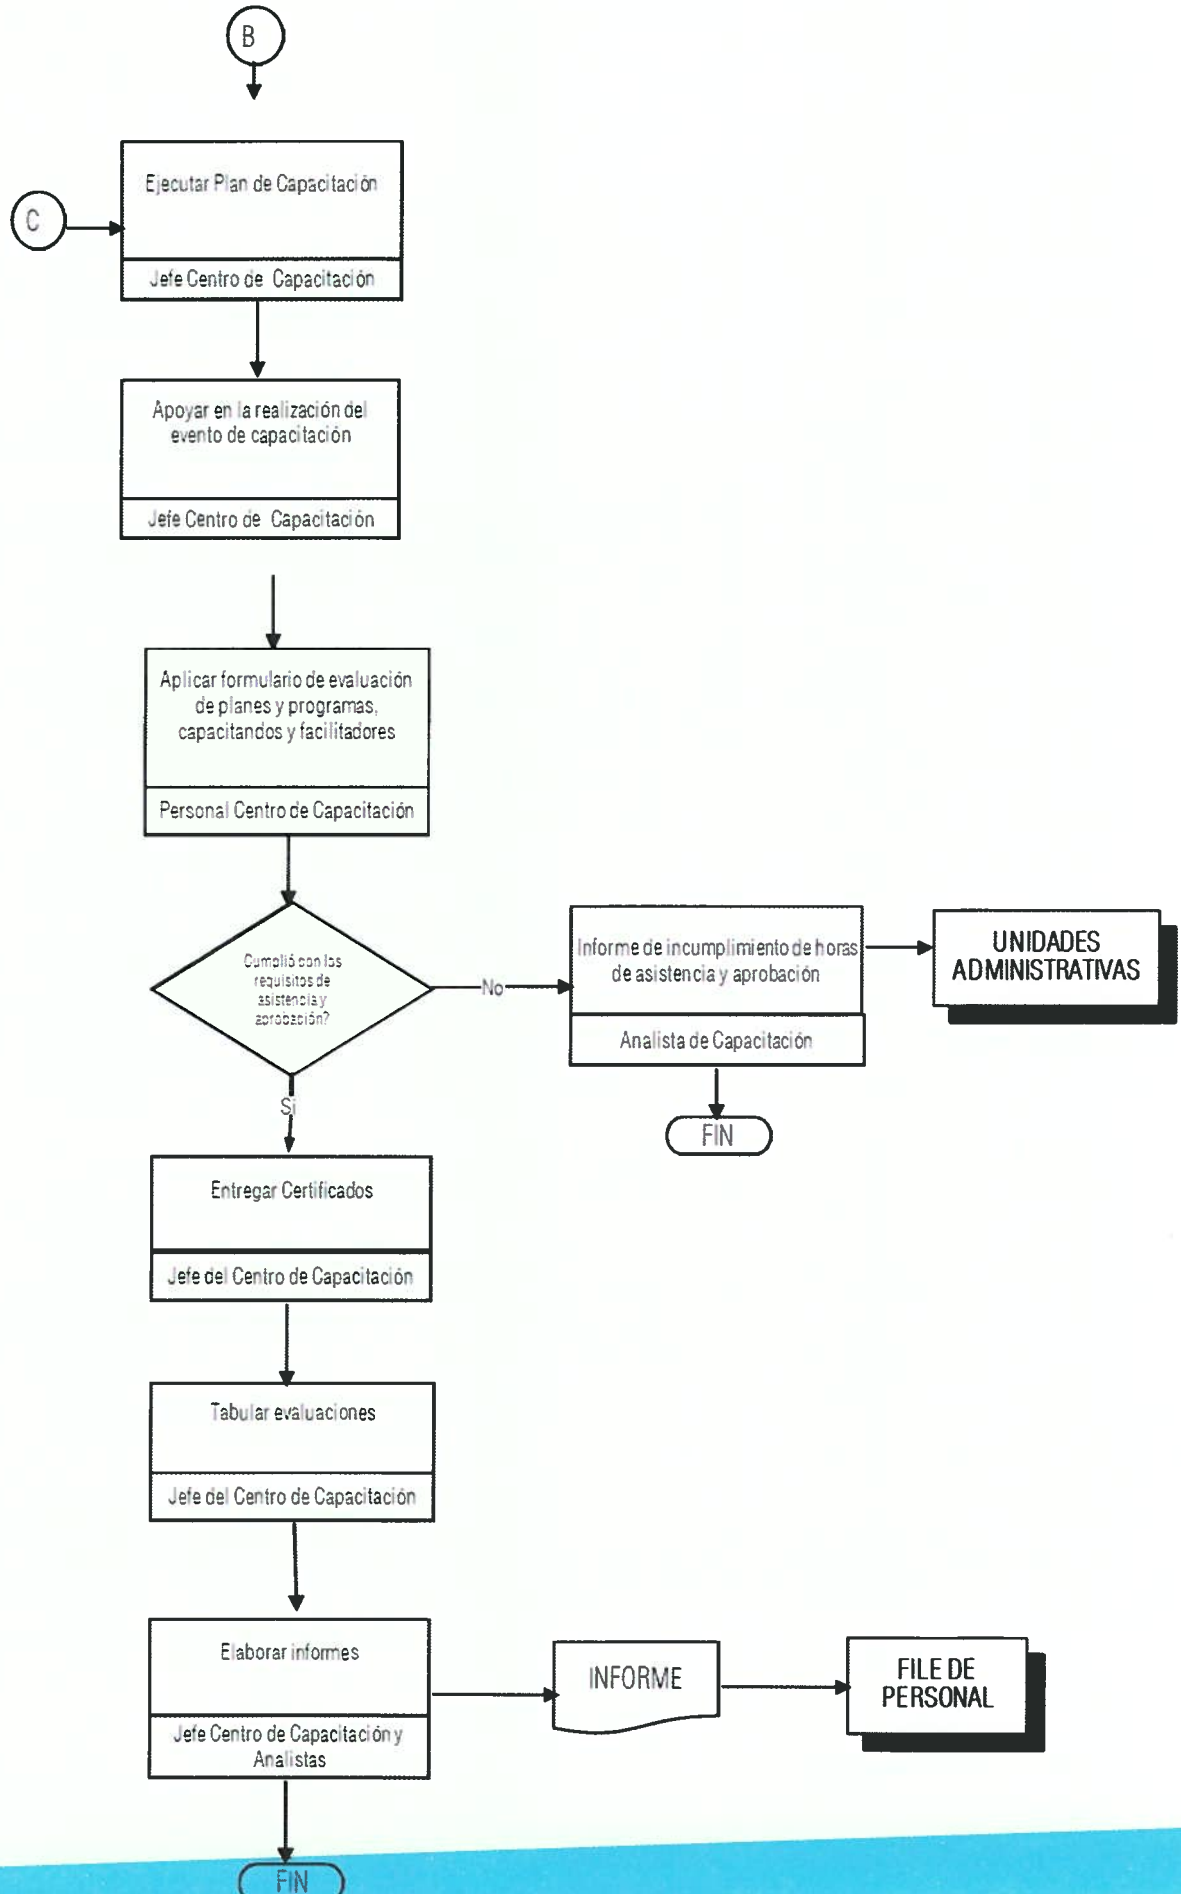 B
Ejecutar Plan de Capacitación
C
Jefe Centro de Capacitación
Apoyar en la realización del
evento de capacitación
Jefe Centro de Capacitación
Aplicar formulario de evaluación
de planes y programas,
capacitandos y facilitadores
Personal Centro de Capacitación
Cumplió con los
requisitos de
asistencia y
aprobación?
No
Informe de incumplimiento de horas
de asistencia y aprobación
Analista de Capacitación
UNIDADES
ADMINISTRATIVAS
FIN
Si
Entregar Certificados
Jefe del Centro de Capacitación
Tabular evaluaciones
Jefe del Centro de Capacitación
Elaborar informes
Jefe Centro de Capacitación y
Analistas
INFORME
FILE DE
PERSONAL
FIN